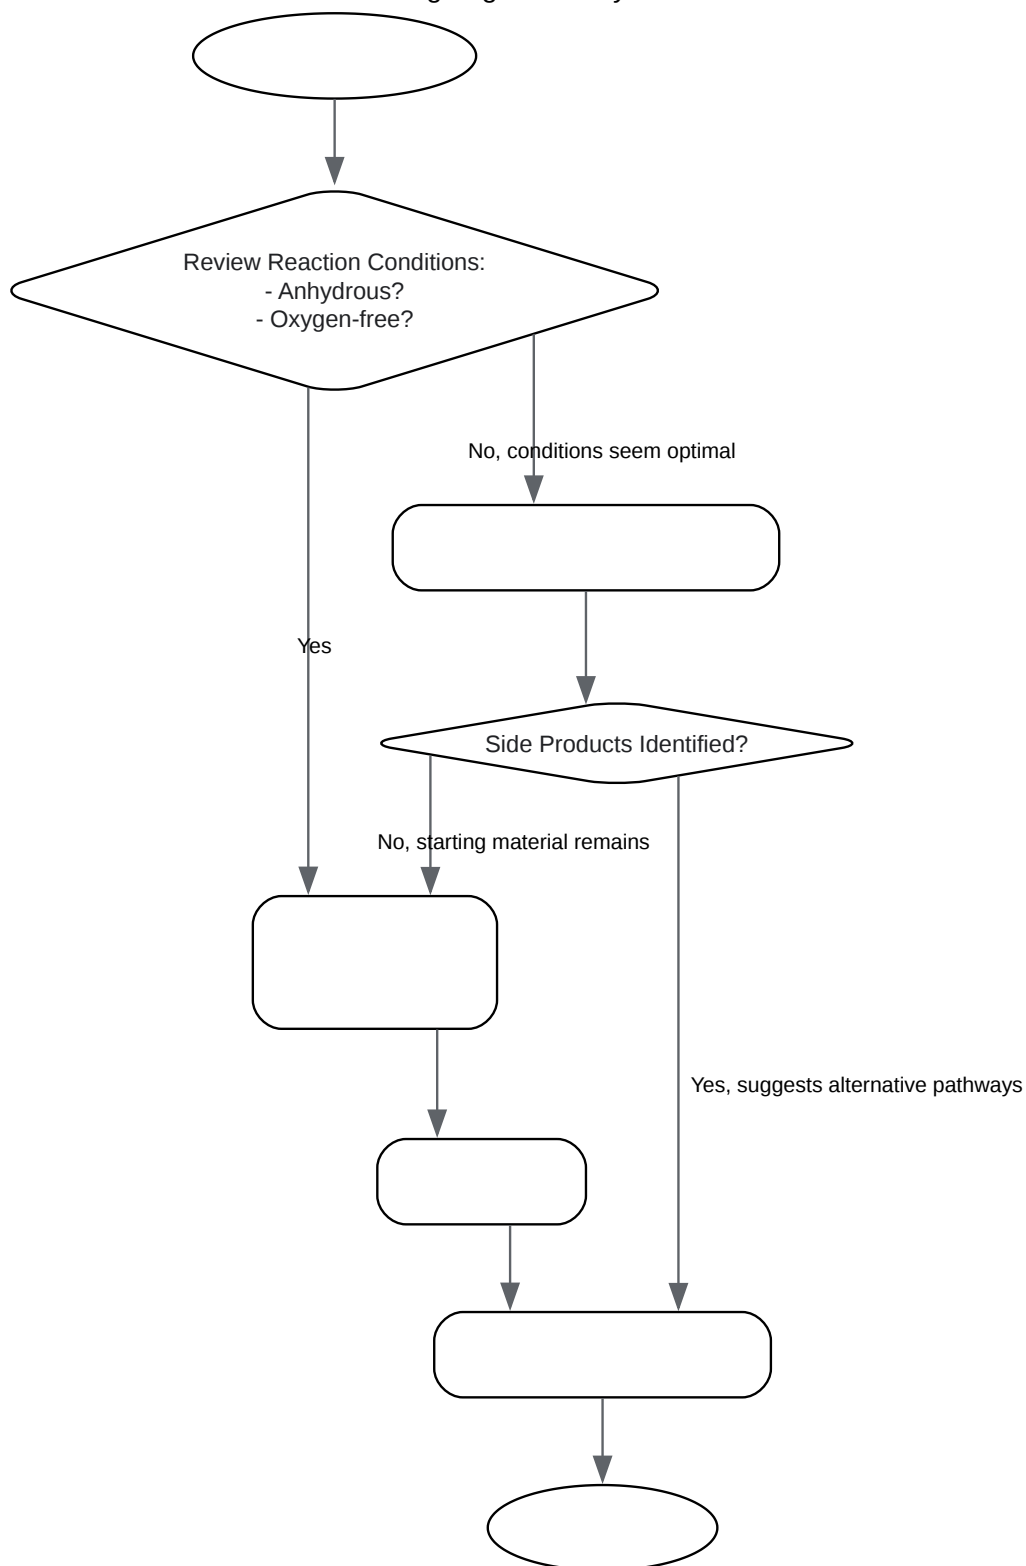 Review Reaction Conditions:
- Anhydrous?
- Oxygen-free?
No, conditions seem optimal
Yes
Side Products Identified?
No, starting material remains
Yes, suggests alternative pathways